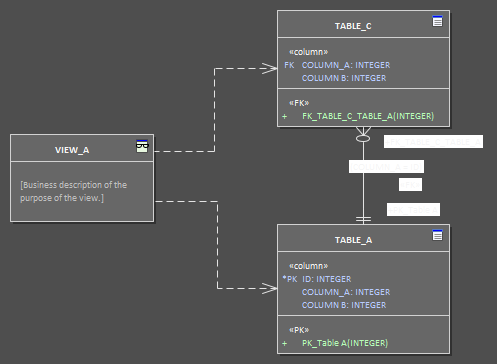 TABLE_C
«column»
FK COLUMN_A: INTEGER
COLUMN B: INTEGER
«FK»
+ FK_TABLE_C_TABLE_A(INTEGER)
VIEW_A
[Business description of the
purpose of the view.]
TABLE_A
«column»
*PK ID: INTEGER
COLUMN_A: INTEGER
COLUMN B: INTEGER
«PK»
+ PK_Table A(INTEGER)